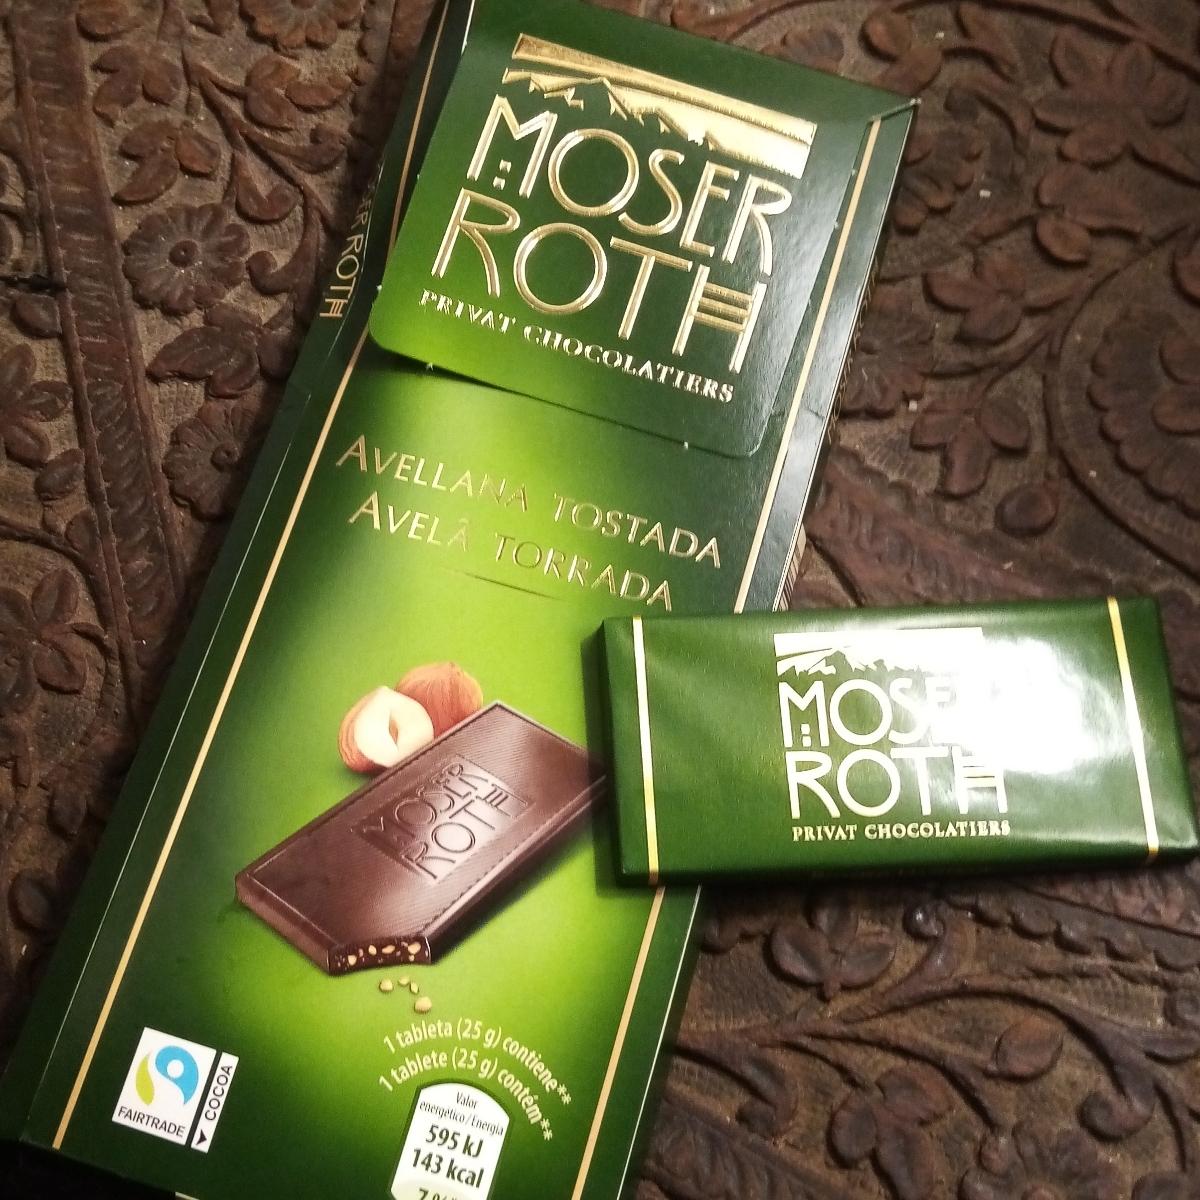 MOSER
ROTH
PRIVAT CHOCOLATIERS
AVELLANA TOSTADA
AVELÃ TORRADA
MOSER
ROTH
1 tableta (25 g) contiene**
1 tablete (25 g) contém**
Valor
energético/Energia
595 kJ
143 kcal
FAIRTRADE
COCOA
MOSER
ROTH
PRIVAT CHOCOLATIERS
ROTH